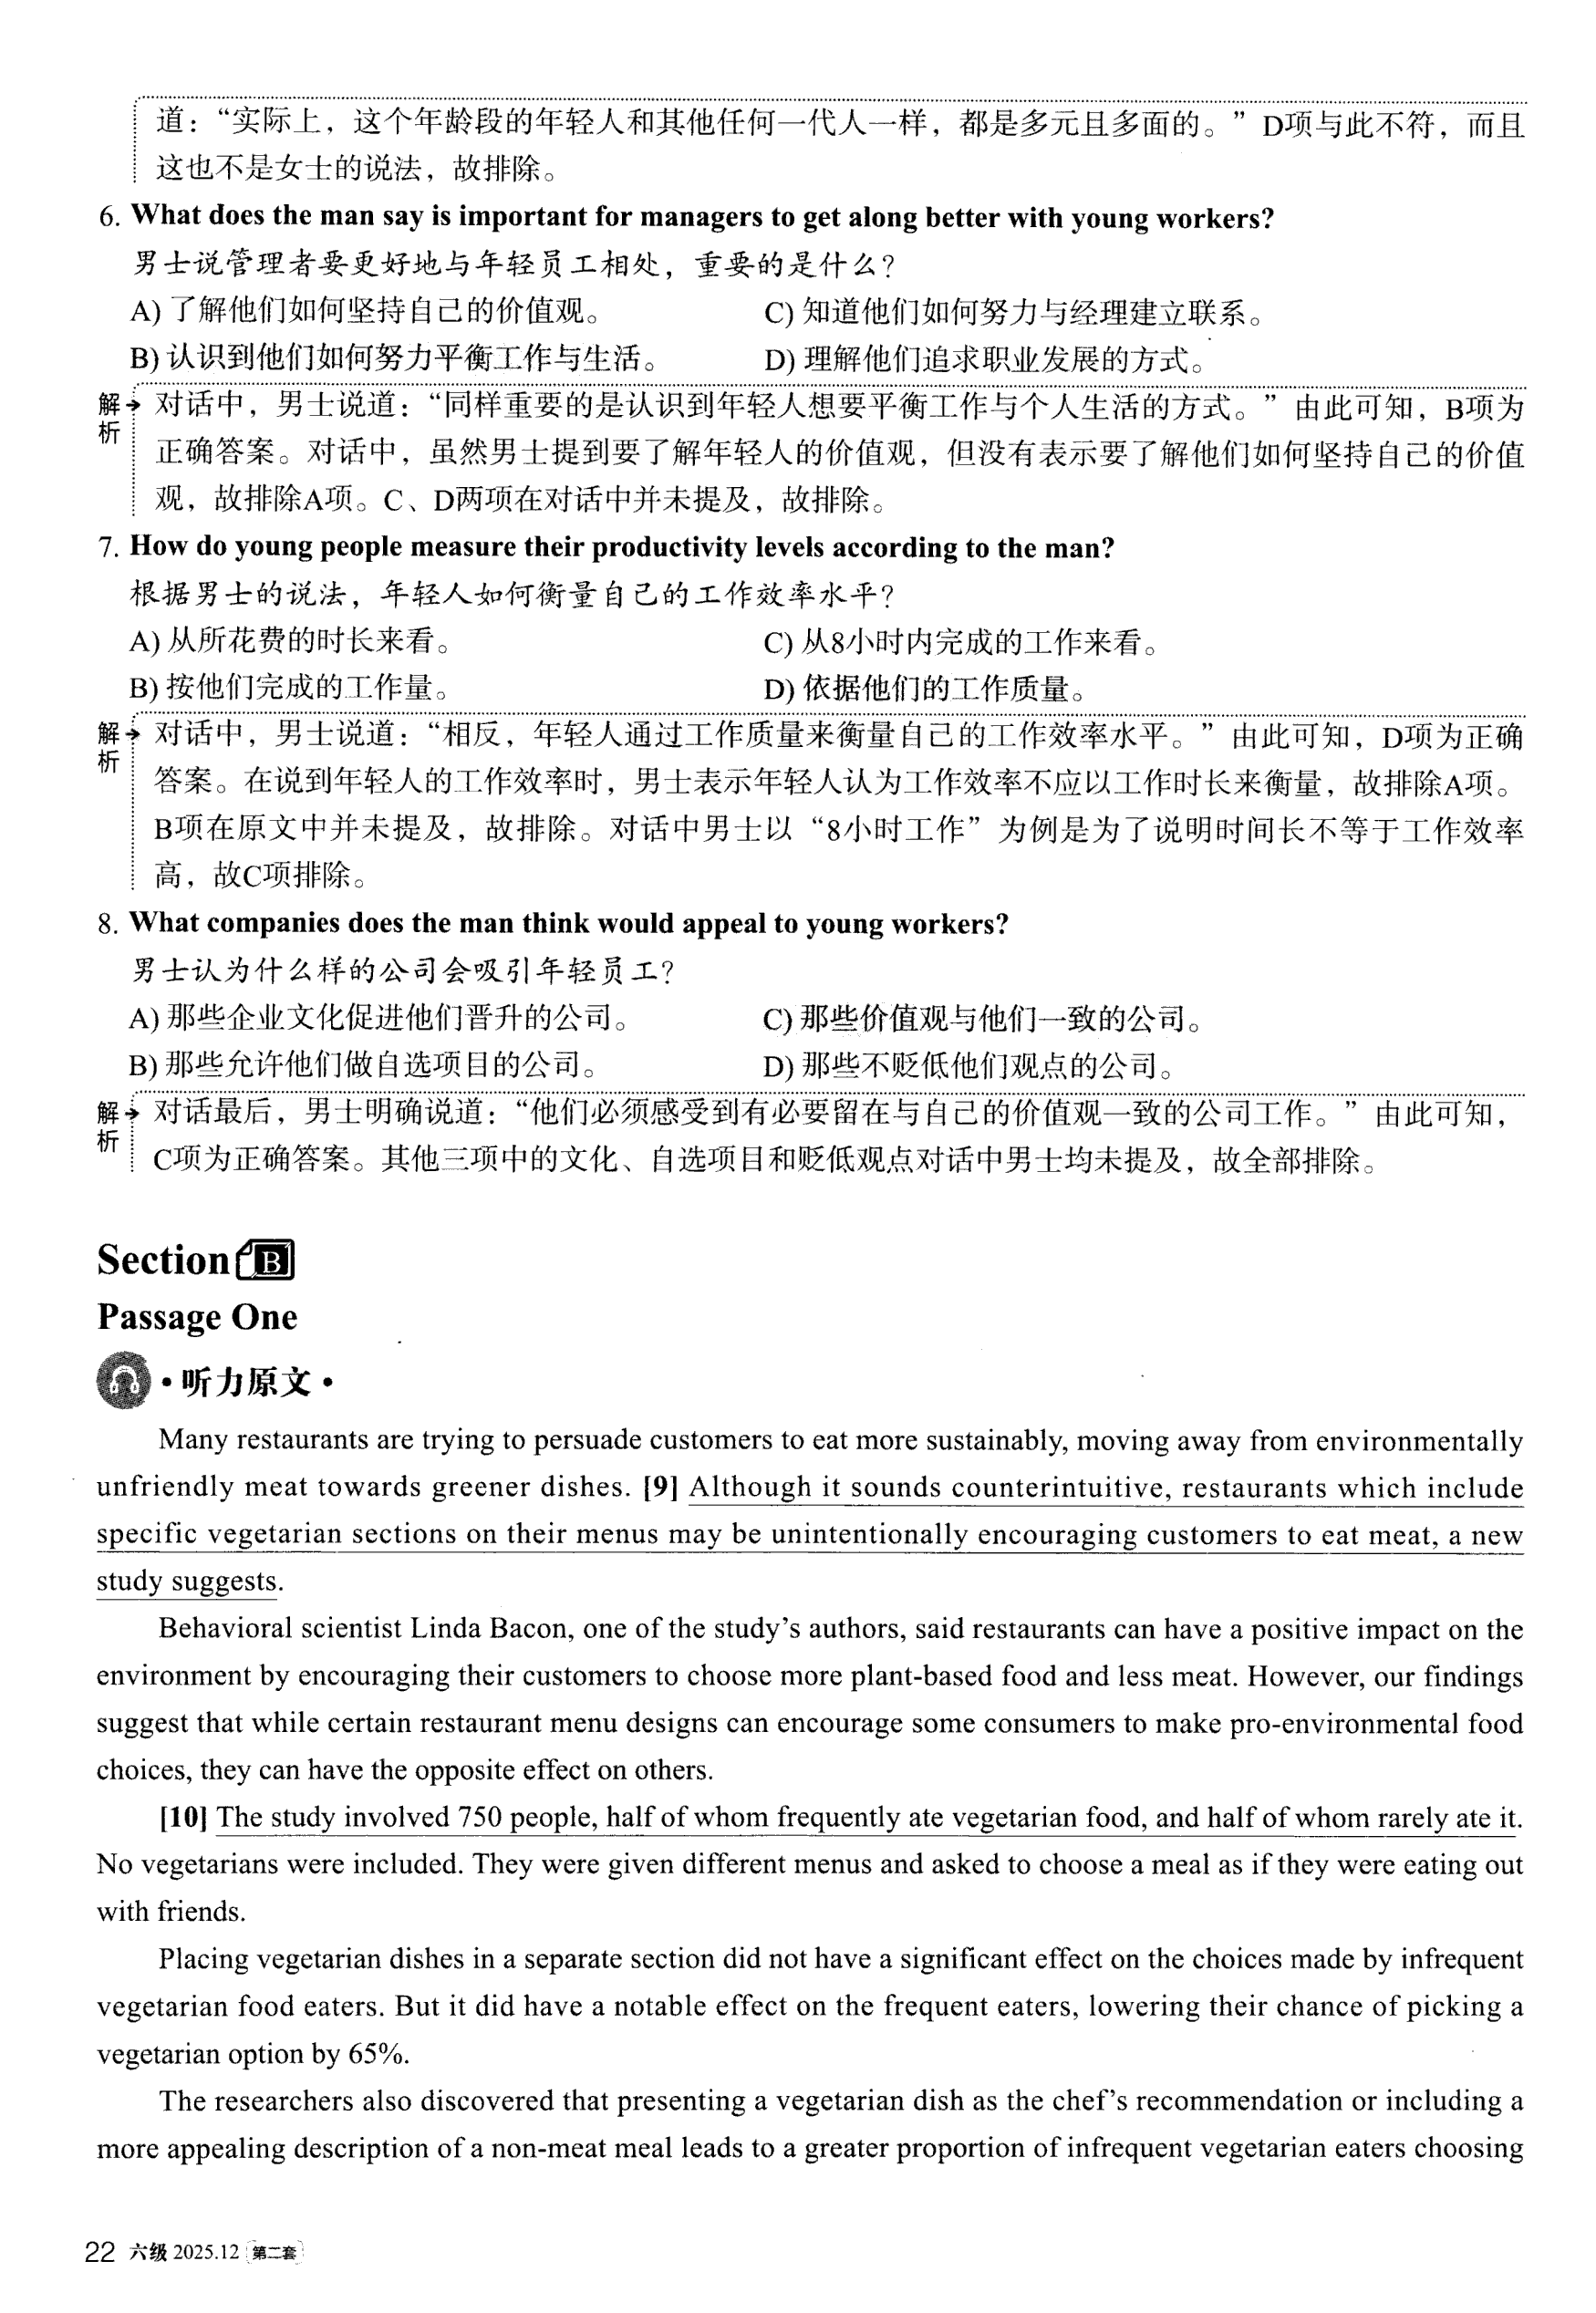 道：“实际上，这个年龄段的年轻人和其他任何一代人一样，都是多元且多面的。”D项与此不符，而且
这也不是女士的说法，故排除。
6. What does the man say is important for managers to get along better with young workers?
男士说管理者要更好地与年轻员工相处，重要的是什么？
A) 了解他们如何坚持自己的价值观。 C) 知道他们如何努力与经理建立联系。
B) 认识到他们如何努力平衡工作与生活。 D) 理解他们追求职业发展的方式。
解析 对话中，男士说道：“同样重要的是认识到年轻人想要平衡工作与个人生活的方式。”由此可知，B项为
正确答案。对话中，虽然男士提到要了解年轻人的价值观，但没有表示要了解他们如何坚持自己的价值
观，故排除A项。C、D两项在对话中并未提及，故排除。
7. How do young people measure their productivity levels according to the man?
根据男士的说法，年轻人如何衡量自己的工作效率水平？
A) 从所花费的时长来看。 C) 从8小时内完成的工作来看。
B) 按他们完成的工作量。 D) 依据他们的工作质量。
解析 对话中，男士说道：“相反，年轻人通过工作质量来衡量自己的工作效率水平。”由此可知，D项为正确
答案。在说到年轻人的工作效率时，男士表示年轻人认为工作效率不应以工作时长来衡量，故排除A项。
B项在原文中并未提及，故排除。对话中男士以“8小时工作”为例是为了说明时间长不等于工作效率
高，故C项排除。
8. What companies does the man think would appeal to young workers?
男士认为什么样的公司会吸引年轻员工？
A) 那些企业文化促进他们晋升的公司。 C) 那些价值观与他们一致的公司。
B) 那些允许他们做自选项目的公司。 D) 那些不贬低他们观点的公司。
解析 对话最后，男士明确说道：“他们必须感受到有必要留在与自己的价值观一致的公司工作。”由此可知，
C项为正确答案。其他三项中的文化、自选项目和贬低观点对话中男士均未提及，故全部排除。
Section B
Passage One
·听力原文·
Many restaurants are trying to persuade customers to eat more sustainably, moving away from environmentally
unfriendly meat towards greener dishes. [9] Although it sounds counterintuitive, restaurants which include
specific vegetarian sections on their menus may be unintentionally encouraging customers to eat meat, a new
study suggests.
Behavioral scientist Linda Bacon, one of the study's authors, said restaurants can have a positive impact on the
environment by encouraging their customers to choose more plant-based food and less meat. However, our findings
suggest that while certain restaurant menu designs can encourage some consumers to make pro-environmental food
choices, they can have the opposite effect on others.
[10] The study involved 750 people, half of whom frequently ate vegetarian food, and half of whom rarely ate it.
No vegetarians were included. They were given different menus and asked to choose a meal as if they were eating out
with friends.
Placing vegetarian dishes in a separate section did not have a significant effect on the choices made by infrequent
vegetarian food eaters. But it did have a notable effect on the frequent eaters, lowering their chance of picking a
vegetarian option by 65%.
The researchers also discovered that presenting a vegetarian dish as the chef's recommendation or including a
more appealing description of a non-meat meal leads to a greater proportion of infrequent vegetarian eaters choosing
22 六级 2025.12 第二套